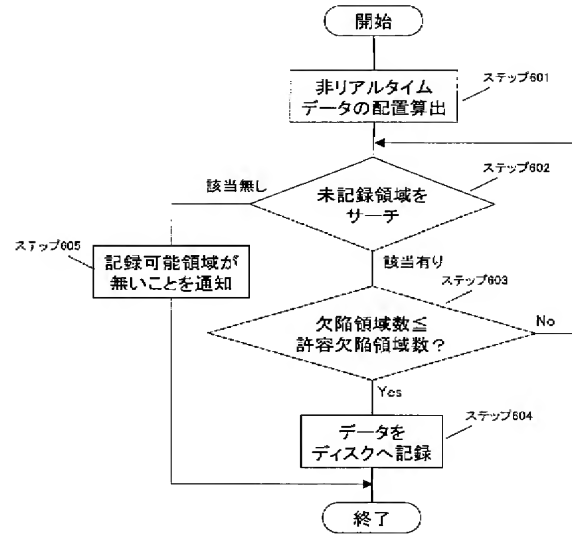 開始
非リアルタイム
データの配置算出
ステップ601
未記録領域を
サーチ
ステップ602
該当無し
ステップ605
記録可能領域が
無いことを通知
該当有り
ステップ603
欠陥領域数≦
許容欠陥領域数?
No
Yes
ステップ604
データを
ディスクへ記録
終了